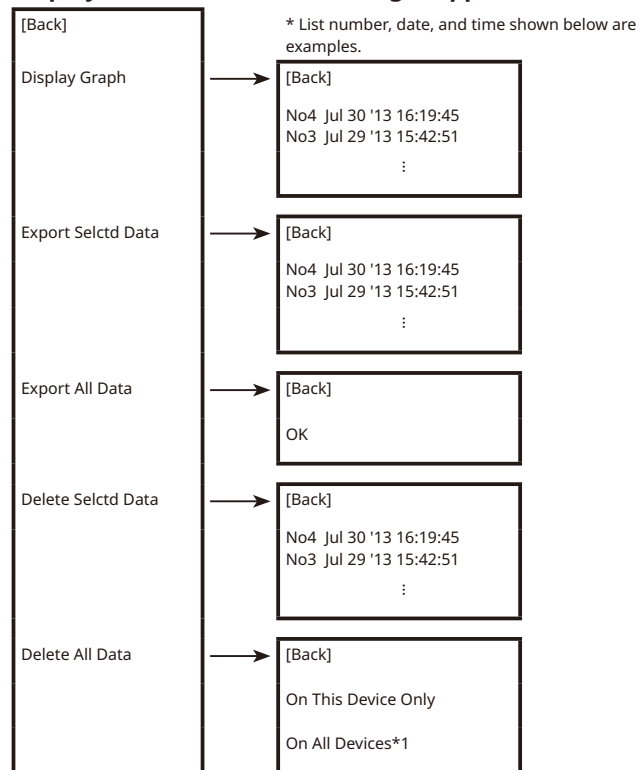 [Back]
* List number, date, and time shown below are
examples.
Display Graph
[Back]
No4 Jul 30 '13 16:19:45
No3 Jul 29 '13 15:42:51
⋮
Export Selctd Data
[Back]
No4 Jul 30 '13 16:19:45
No3 Jul 29 '13 15:42:51
⋮
Export All Data
[Back]
OK
Delete Selctd Data
[Back]
No4 Jul 30 '13 16:19:45
No3 Jul 29 '13 15:42:51
⋮
Delete All Data
[Back]
On This Device Only
On All Devices*1